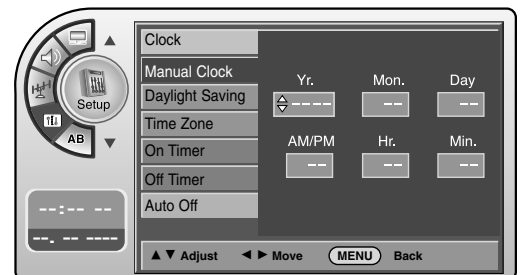 Clock
Manual Clock
Daylight Saving
Time Zone
On Timer
Off Timer
Auto Off
Setup
AB
--:-- --
--. -- ----
Yr. Mon. Day
---- -- --
AM/PM Hr. Min.
-- -- --
▲▼ Adjust ◄► Move MENU Back